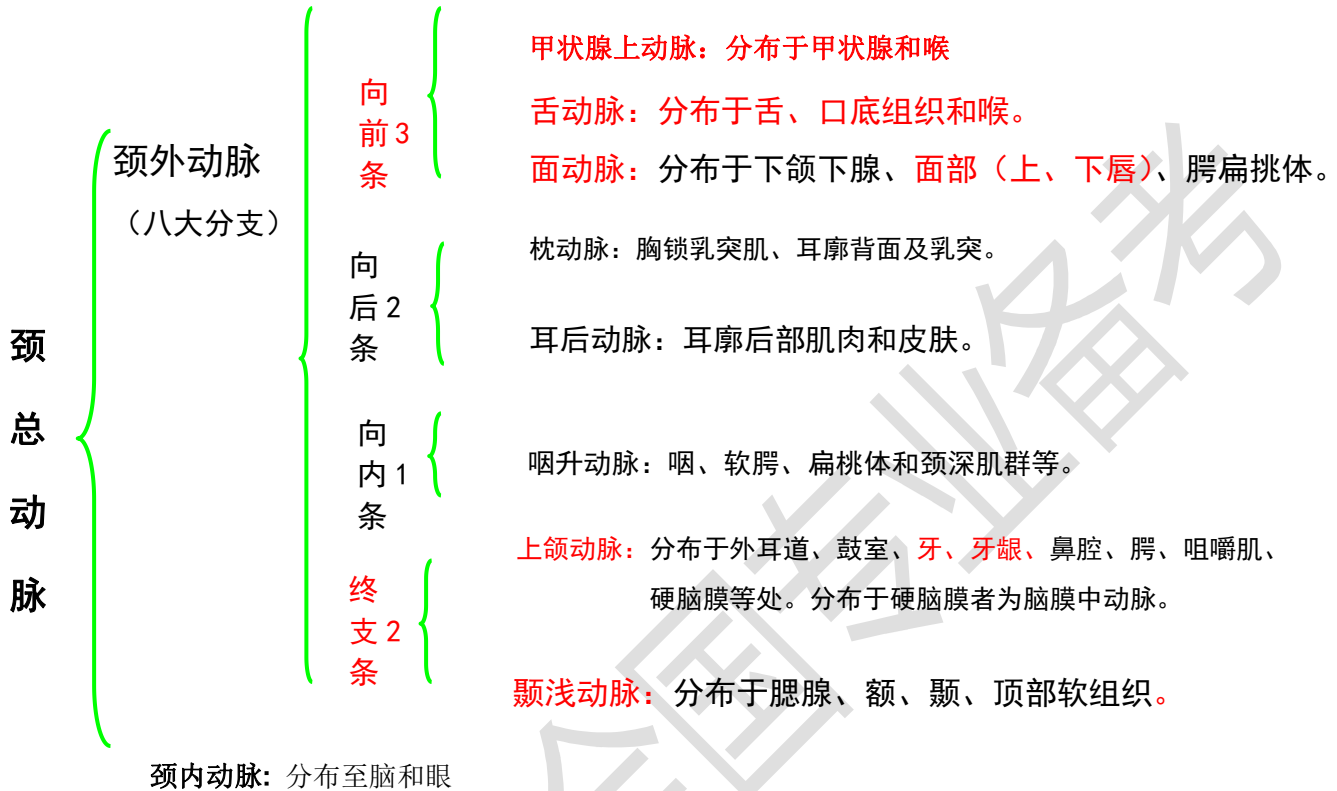 颈总动脉
颈外动脉
（八大分支）
向前3条
甲状腺上动脉：分布于甲状腺和喉
舌动脉：分布于舌、口底组织和喉。
面动脉：分布于下颌下腺、面部（上、下唇）、腭扁挑体。
向后2条
枕动脉：胸锁乳突肌、耳廓背面及乳突。
耳后动脉：耳廓后部肌肉和皮肤。
向内1条
咽升动脉：咽、软腭、扁桃体和颈深肌群等。
终支2条
上颌动脉：分布于外耳道、鼓室、牙、牙龈、鼻腔、腭、咀嚼肌、
硬脑膜等处。分布于硬脑膜者为脑膜中动脉。
颞浅动脉：分布于腮腺、额、颞、顶部软组织。
颈内动脉: 分布至脑和眼
全国专业备考